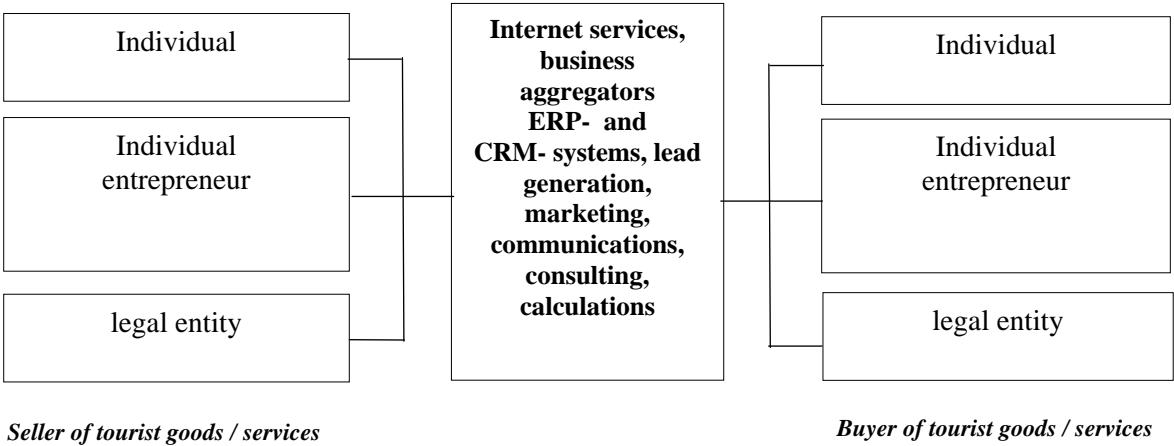 Individual
Individual
entrepreneur
legal entity
Seller of tourist goods / services
Internet services,
business
aggregators
ERP- and
CRM- systems, lead
generation,
marketing,
communications,
consulting,
calculations
Individual
Individual
entrepreneur
legal entity
Buyer of tourist goods / services